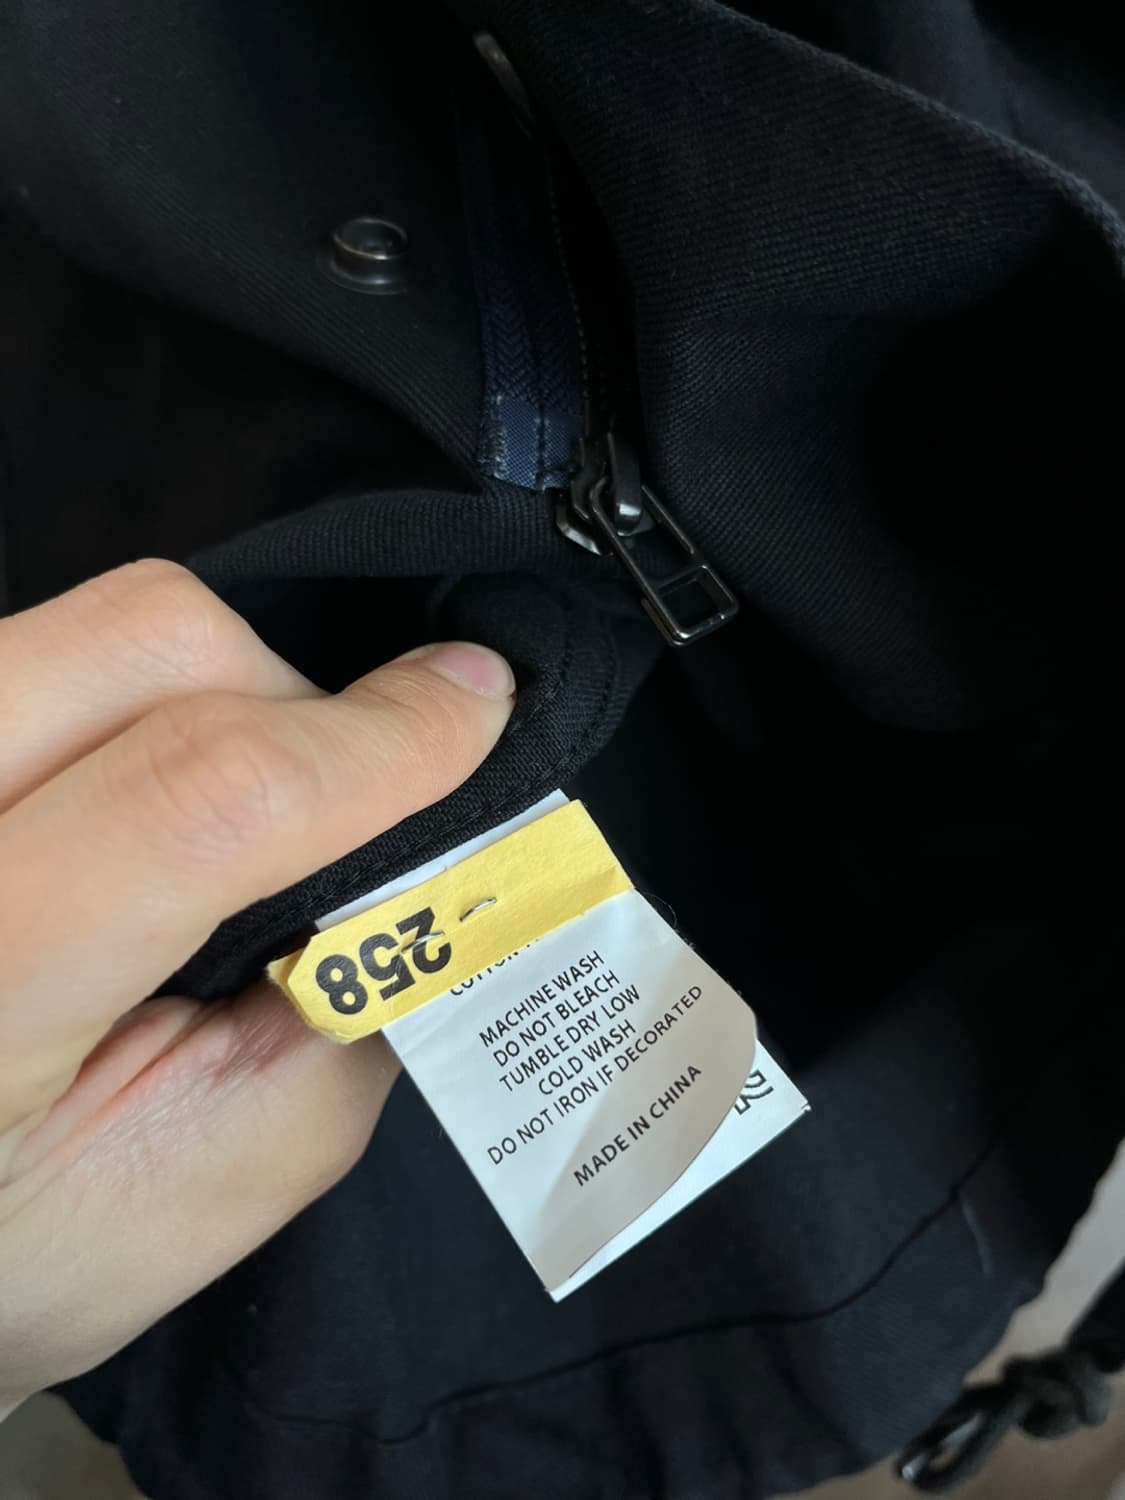 258
COTTON
MACHINE WASH
DO NOT BLEACH
TUMBLE DRY LOW
COLD WASH
DO NOT IRON IF DECORATED
MADE IN CHINA